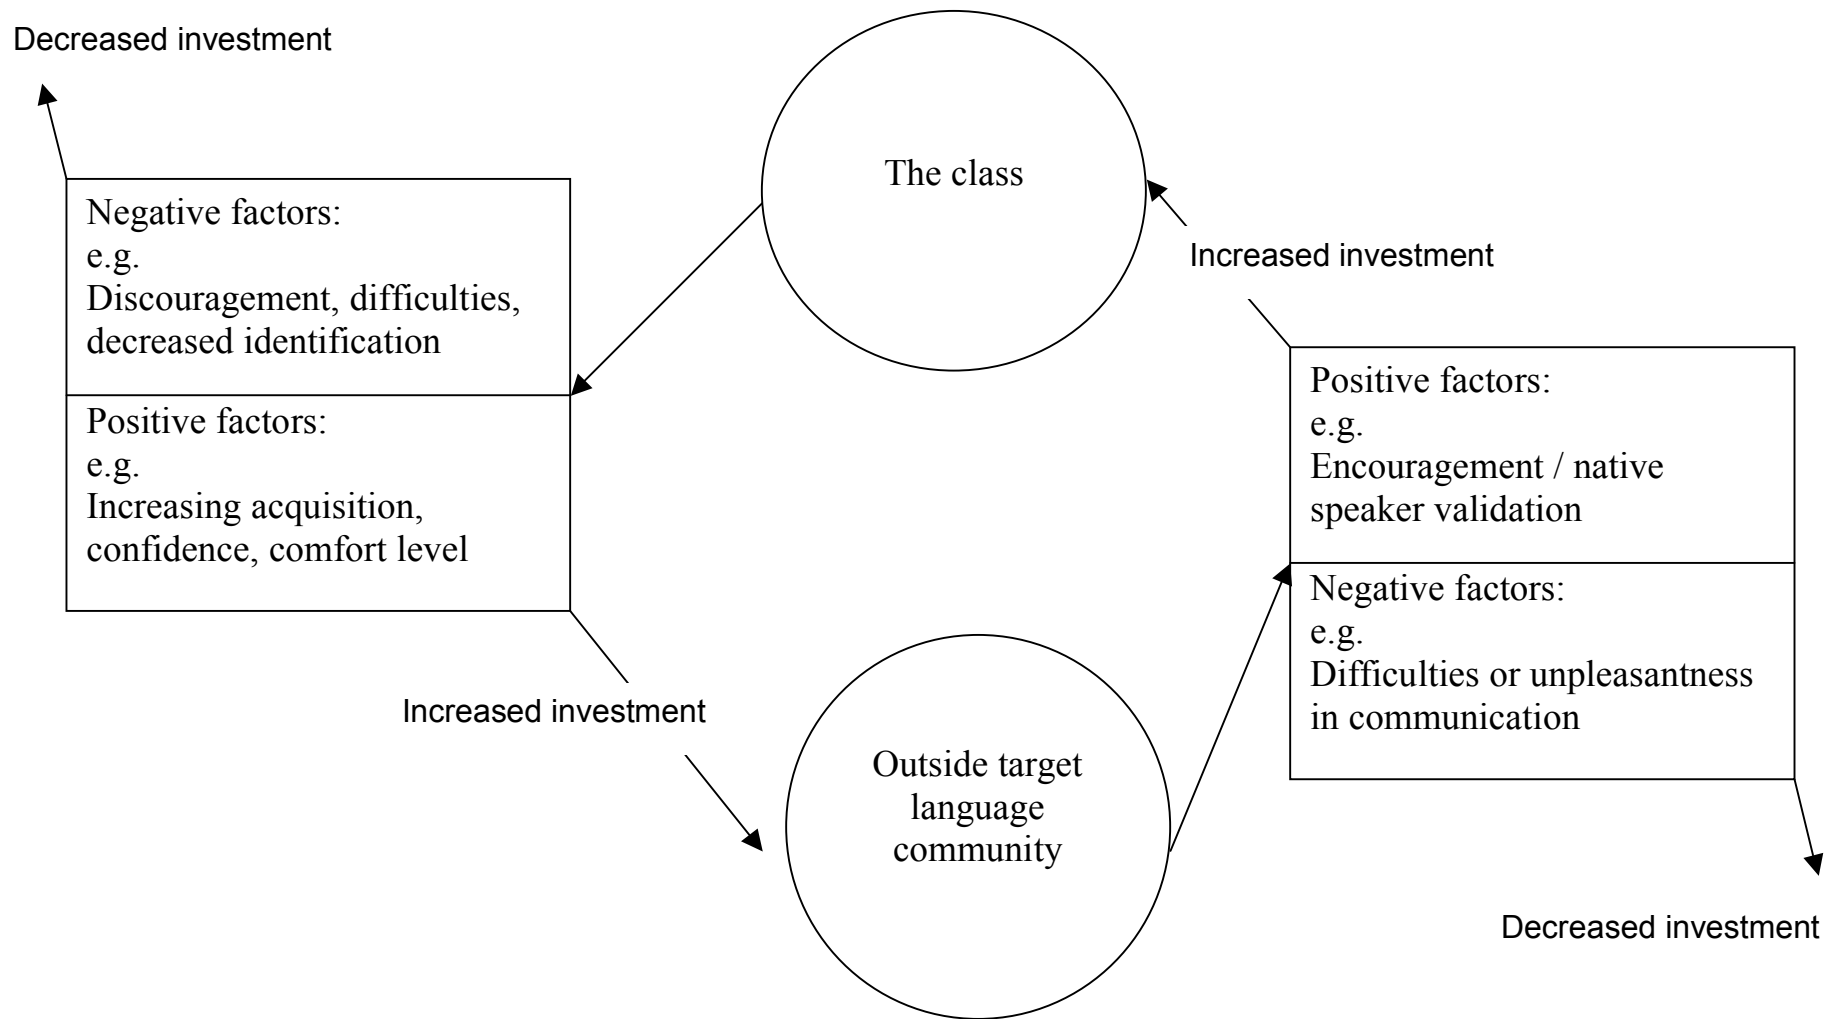 Decreased investment
The class
Negative factors:
e.g.
Discouragement, difficulties,
decreased identification
Positive factors:
e.g.
Increasing acquisition,
confidence, comfort level
Increased investment
Increased investment
Positive factors:
e.g.
Encouragement / native
speaker validation
Negative factors:
e.g.
Difficulties or unpleasantness
in communication
Outside target
language
community
Decreased investment